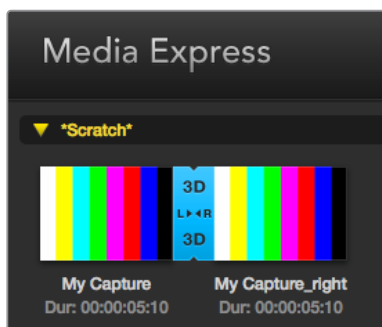 Media Express
*Scratch*
3D
L R
3D
My Capture
My Capture_right
Dur: 00:00:05:10
Dur: 00:00:05:10